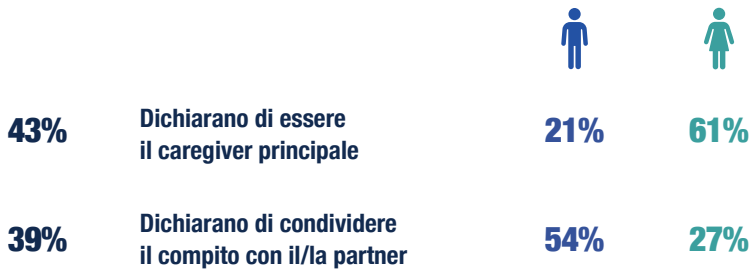 43% Dichiarano di essere 21% 61%
il caregiver principale
39% Dichiarano di condividere 54% 27%
il compito con il/la partner